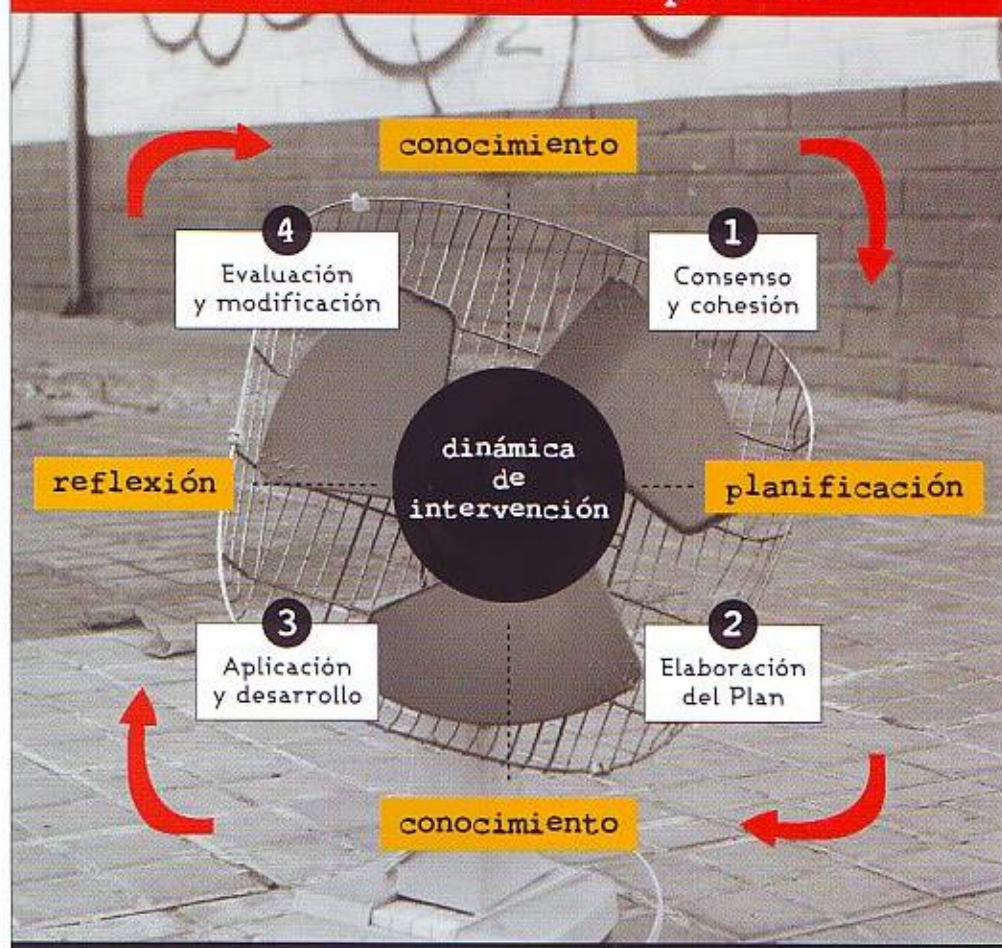 conocimiento
4
Evaluación
y modificación
1
Consenso
y cohesión
reflexión
dinámica
de
intervención
planificación
3
Aplicación
y desarrollo
2
Elaboración
del Plan
conocimiento